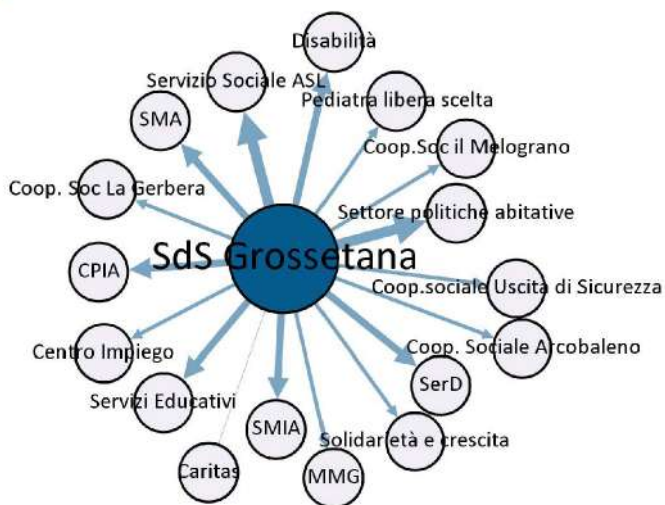 Disabilità
Servizio Sociale ASL
Pediatra libera scelta
SMA
Coop.Soc il Melograno
Coop. Soc La Gerbera
Settore politiche abitative
SdS Grossetana
CPIA
Coop.sociale Uscita di Sicurezza
Centro Impiego
Coop. Sociale Arcobaleno
SerD
Servizi Educativi
SMIA
Solidarietà e crescita
Caritas
MMG